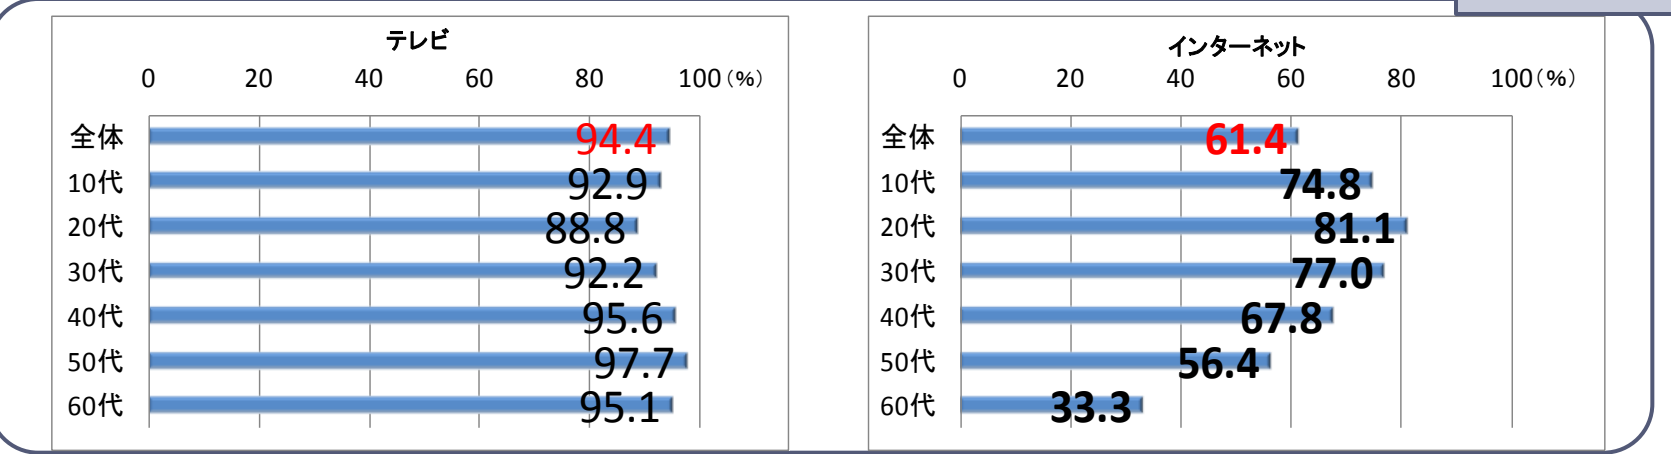 テレビ
0 20 40 60 80 100(%)
全体 94.4
10代 92.9
20代 88.8
30代 92.2
40代 95.6
50代 97.7
60代 95.1
インターネット
0 20 40 60 80 100(%)
全体 61.4
10代 74.8
20代 81.1
30代 77.0
40代 67.8
50代 56.4
60代 33.3